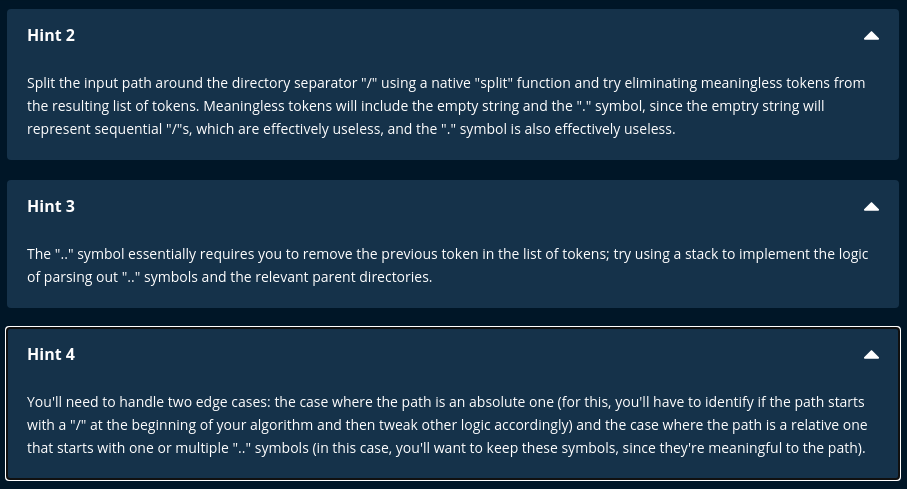 Hint 2
Split the input path around the directory separator "/" using a native "split" function and try eliminating meaningless tokens from
the resulting list of tokens. Meaningless tokens will include the empty string and the "." symbol, since the emptry string will
represent sequential "/"s, which are effectively useless, and the "." symbol is also effectively useless.
Hint 3
The ".." symbol essentially requires you to remove the previous token in the list of tokens; try using a stack to implement the logic
of parsing out ".." symbols and the relevant parent directories.
Hint 4
You'll need to handle two edge cases: the case where the path is an absolute one (for this, you'll have to identify if the path starts
with a "/" at the beginning of your algorithm and then tweak other logic accordingly) and the case where the path is a relative one
that starts with one or multiple ".." symbols (in this case, you'll want to keep these symbols, since they're meaningful to the path).